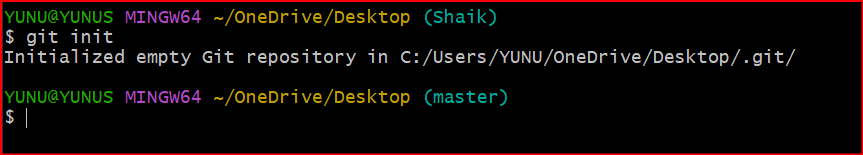 YUNU@YUNUS MINGW64 ~/OneDrive/Desktop (Shaik)
$ git init
Initialized empty Git repository in C:/Users/YUNU/OneDrive/Desktop/.git/
YUNU@YUNUS MINGW64 ~/OneDrive/Desktop (master)
$